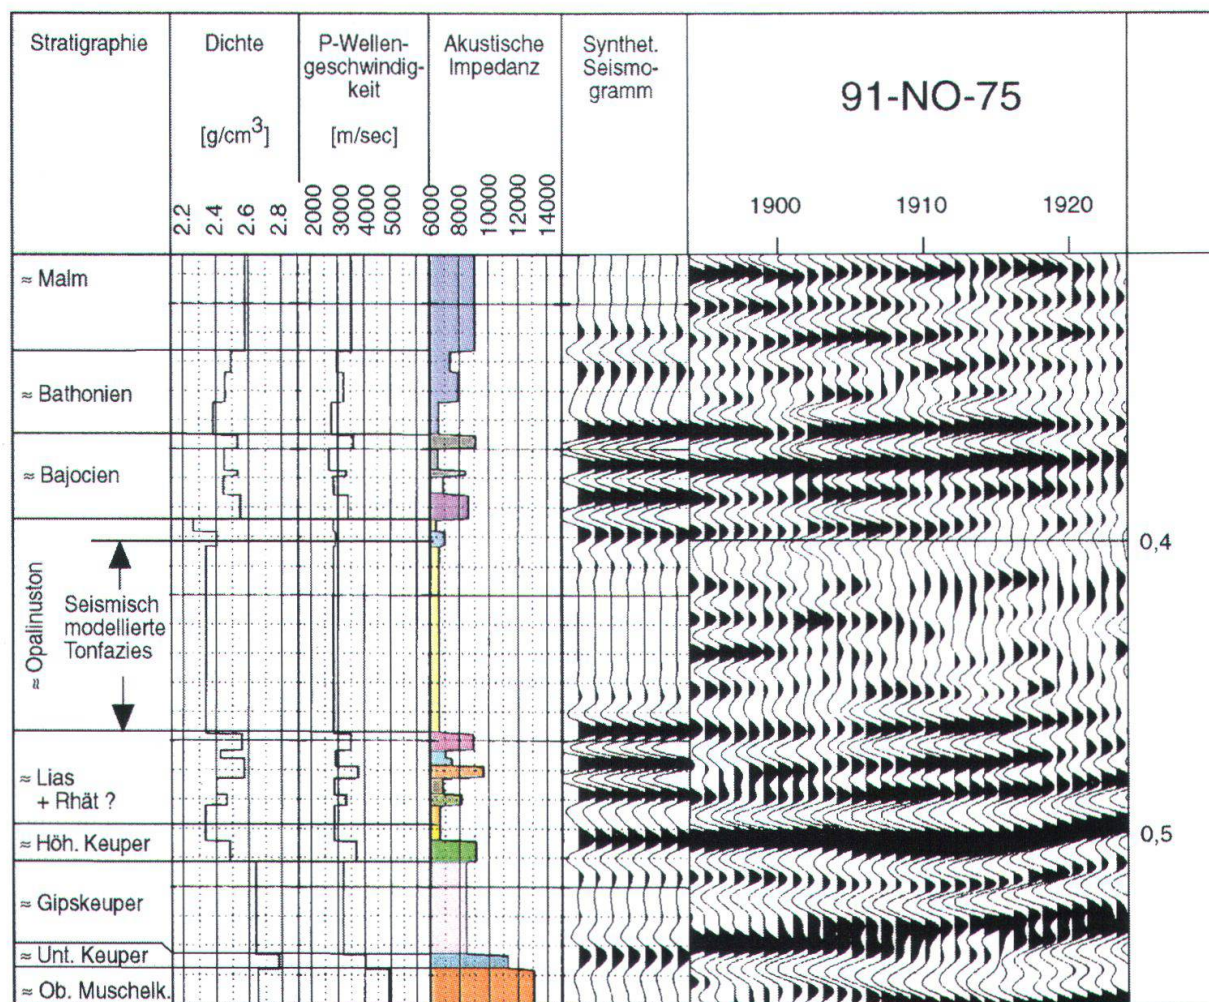 Stratigraphie
Dichte
[g/cm3]
P-Wellen-
geschwindig-
keit
[m/sec]
Akustische
Impedanz
Synthet.
Seismo-
gramm
91-NO-75
2.2
2.4
2.6
2.8
2000
3000
4000
5000
6000
8000
10000
12000
14000
1900
1910
1920
≈ Malm
≈ Bathonien
≈ Bajocien
0,4
≈ Opalinuston
Seismisch
modellierte
Tonfazies
≈ Lias
+ Rhät ?
≈ Höh. Keuper
0,5
≈ Gipskeuper
≈ Unt. Keuper
≈ Ob. Muschelk.